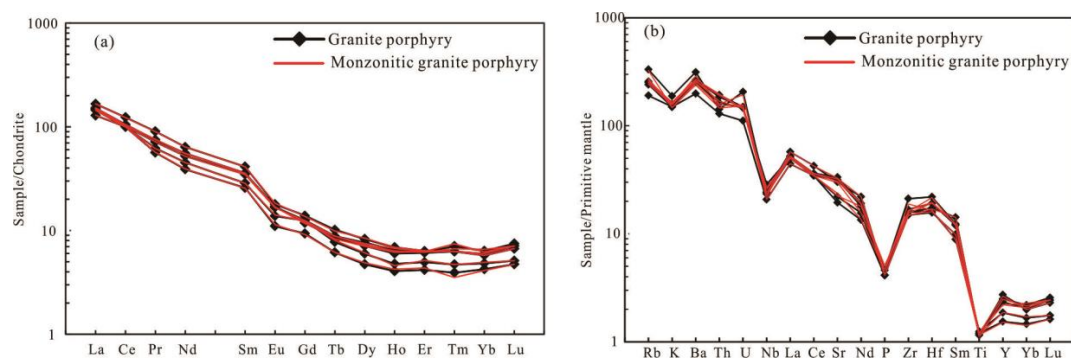 (a)
Granite porphyry
Monzonitic granite porphyry
Sample/Chondrite
1000
100
10
1
La Ce Pr Nd Sm Eu Gd Tb Dy Ho Er Tm Yb Lu
(b)
Granite porphyry
Monzonitic granite porphyry
Sample/Primitive mantle
1000
100
10
1
Rb K Ba Th U Nb La Ce Sr Nd P Zr Hf Sm Ti Y Yb Lu